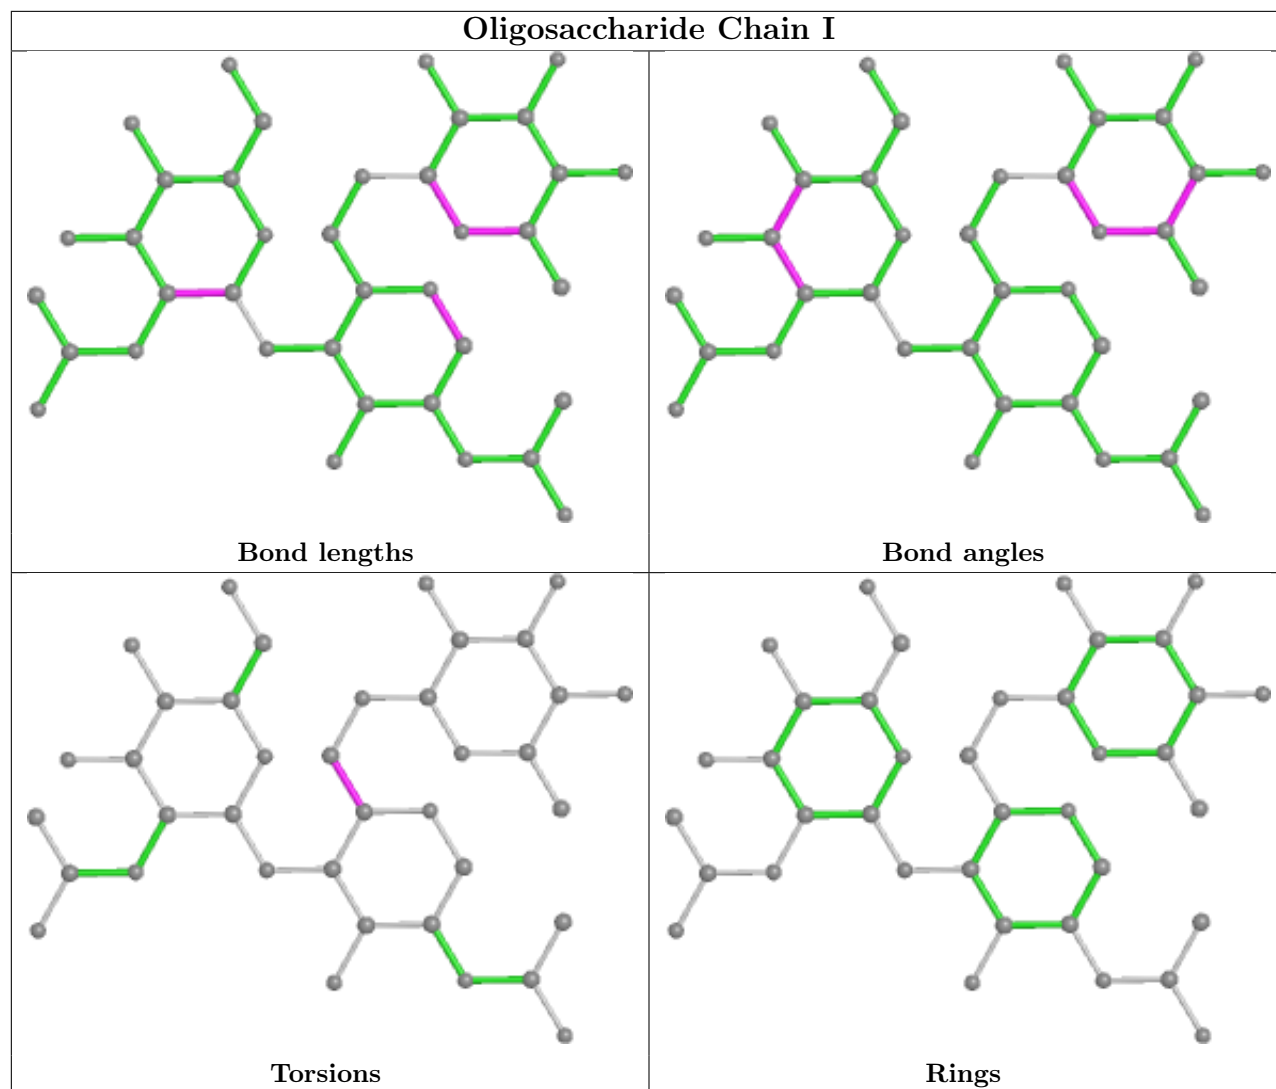 Oligosaccharide Chain I
Bond lengths
Bond angles
Torsions
Rings